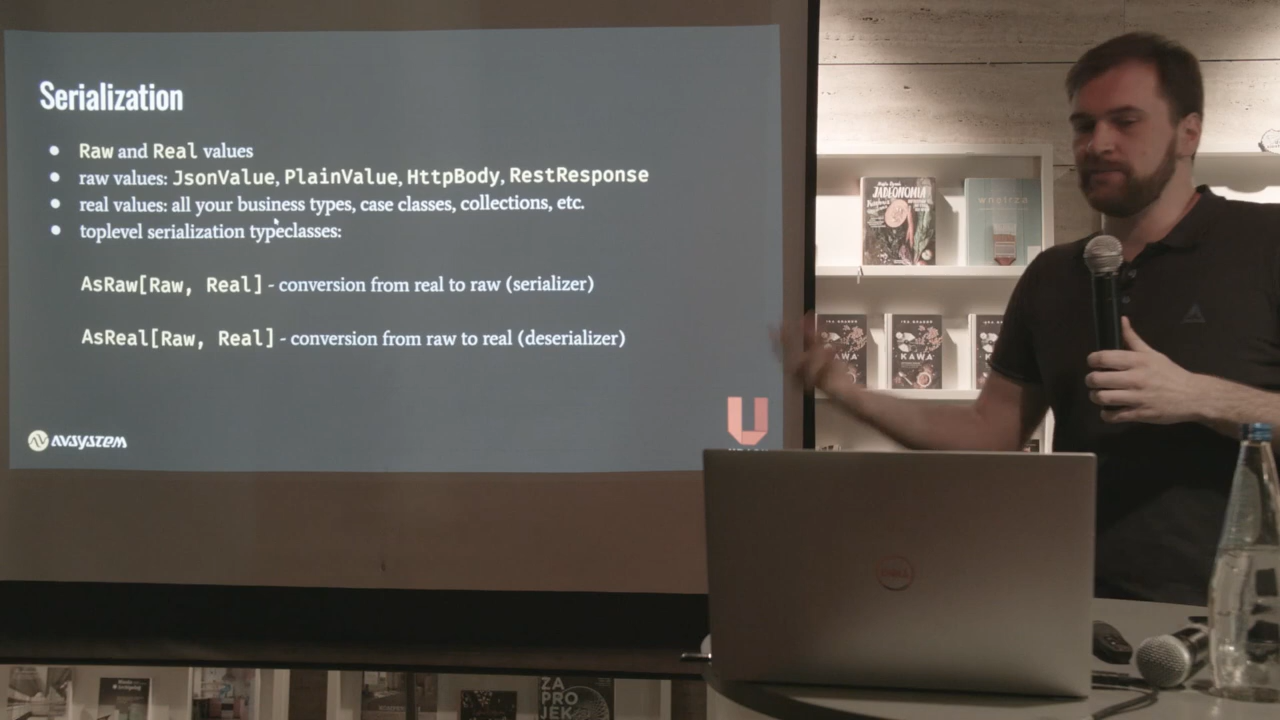 Serialization
Raw and Real values
raw values: JsonValue, PlainValue, HttpBody, RestResponse
real values: all your business types, case classes, collections, etc.
toplevel serialization typeclasses:
AsRaw[Raw, Real] - conversion from real to raw (serializer)
AsReal[Raw, Real] - conversion from raw to real (deserializer)
AVSYSTEM
JADŁONOMIA
wnętrza
KAWA
KAWA
DELL
ZA
PRO
JEK